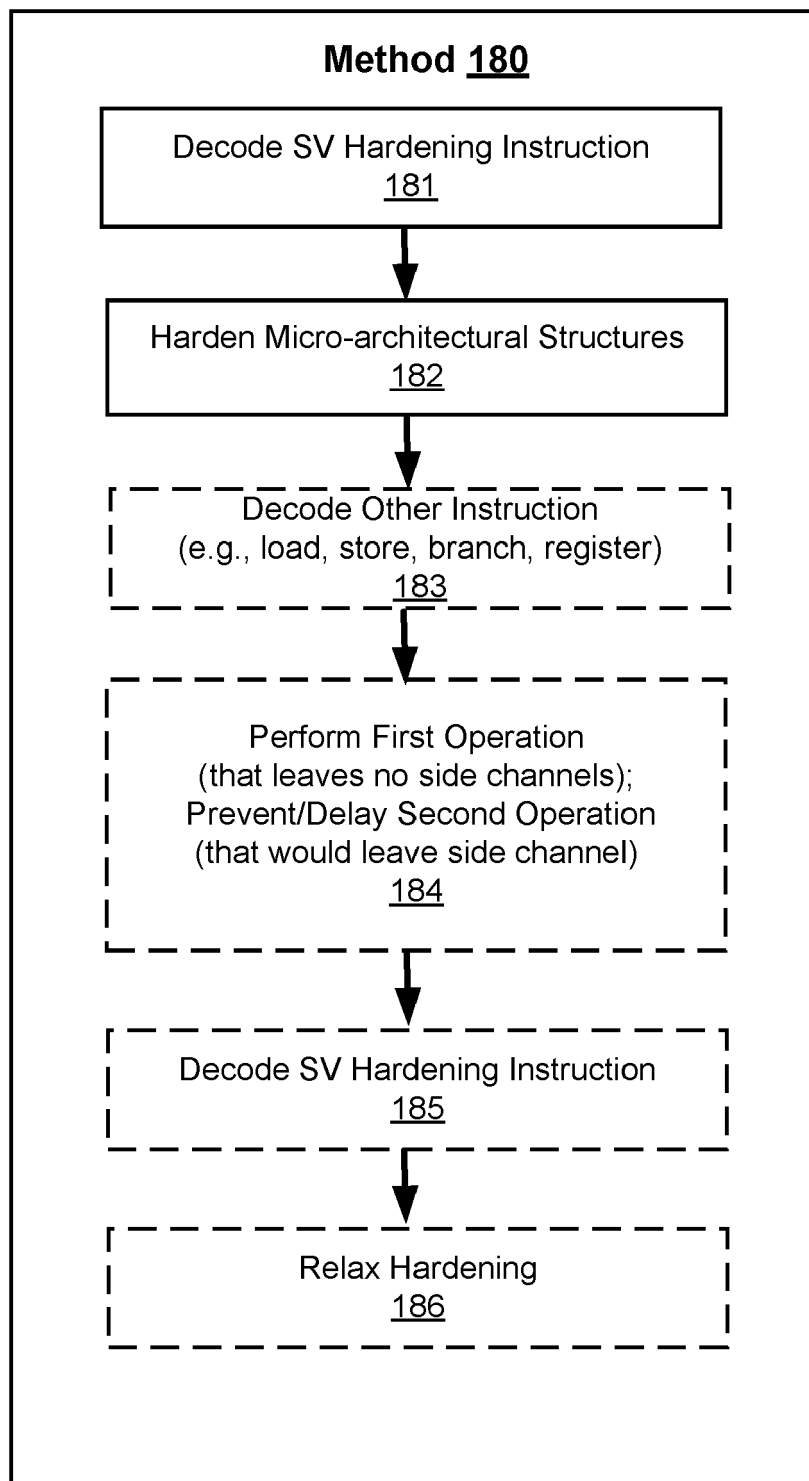 Method 180
Decode SV Hardening Instruction
181
Harden Micro-architectural Structures
182
Decode Other Instruction
(e.g., load, store, branch, register)
183
Perform First Operation
(that leaves no side channels);
Prevent/Delay Second Operation
(that would leave side channel)
184
Decode SV Hardening Instruction
185
Relax Hardening
186